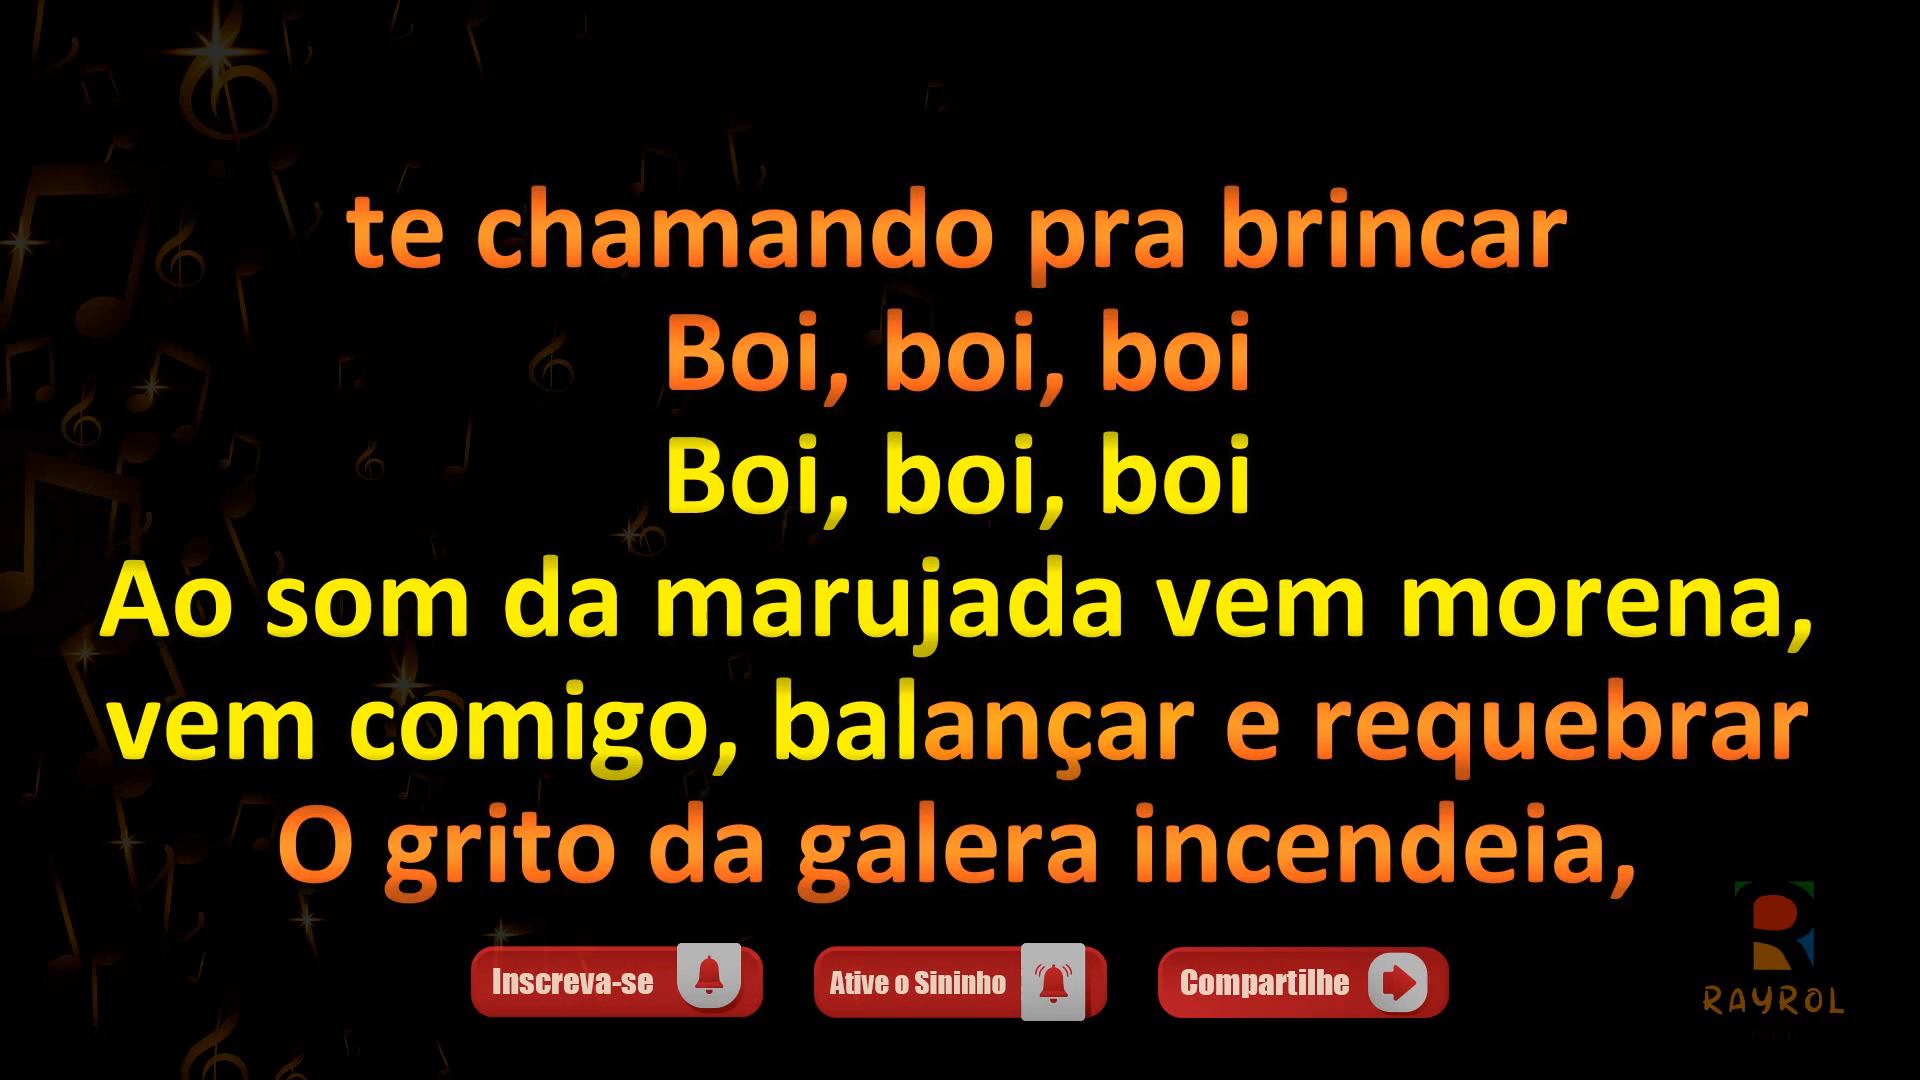 te chamando pra brincar
Boi, boi, boi
Boi, boi, boi
Ao som da marujada vem morena,
vem comigo, balançar e requebrar
O grito da galera incendeia,
Inscreva-se
Ative o Sininho
Compartilhe
RAYROL